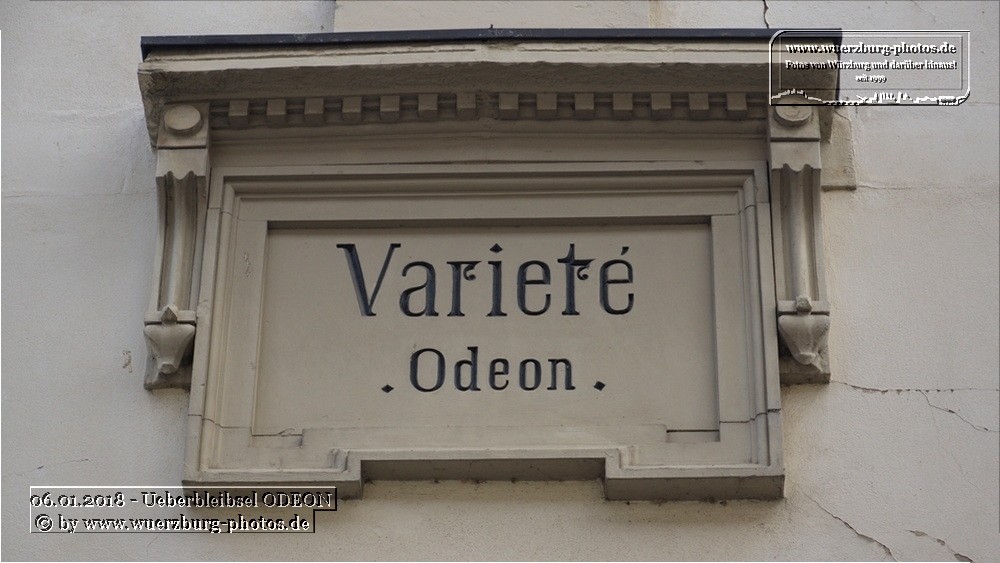 www.wuerzburg-photos.de
Fotos von Würzburg und darüber hinaus!
seit 1999
Varieté
. Odeon .
06.01.2018 - Ueberbleibsel ODEON
© by www.wuerzburg-photos.de